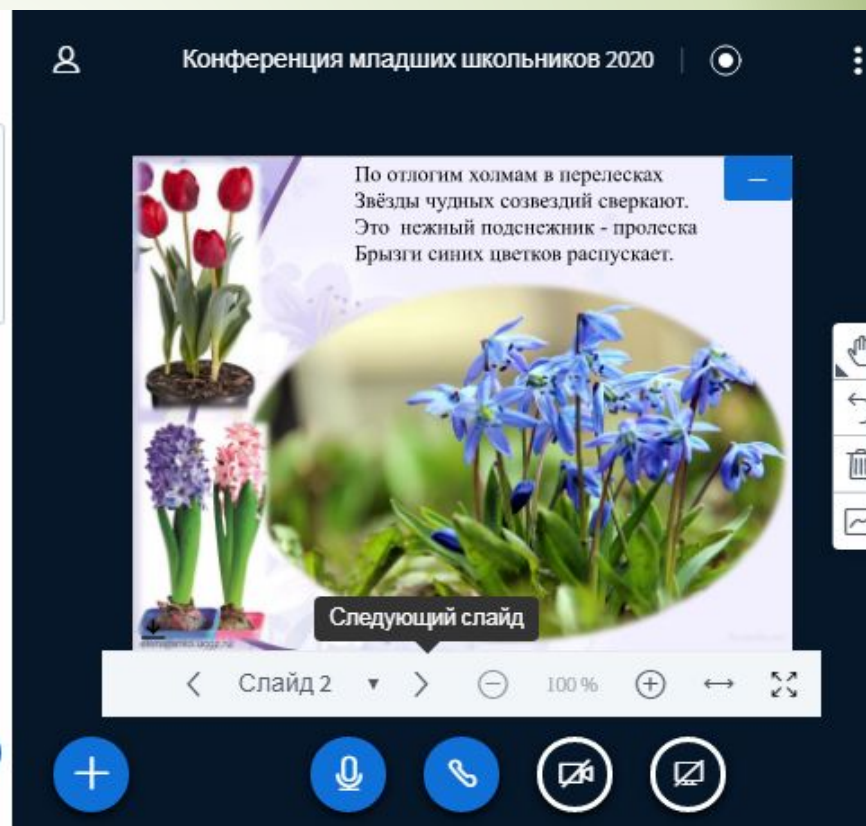 Конференция младших школьников 2020
По отлогим холмам в перелесках
Звёзды чудных созвездий сверкают.
Это нежный подснежник - пролеска
Брызги синих цветков распускает.
Следующий слайд
Слайд 2
100 %